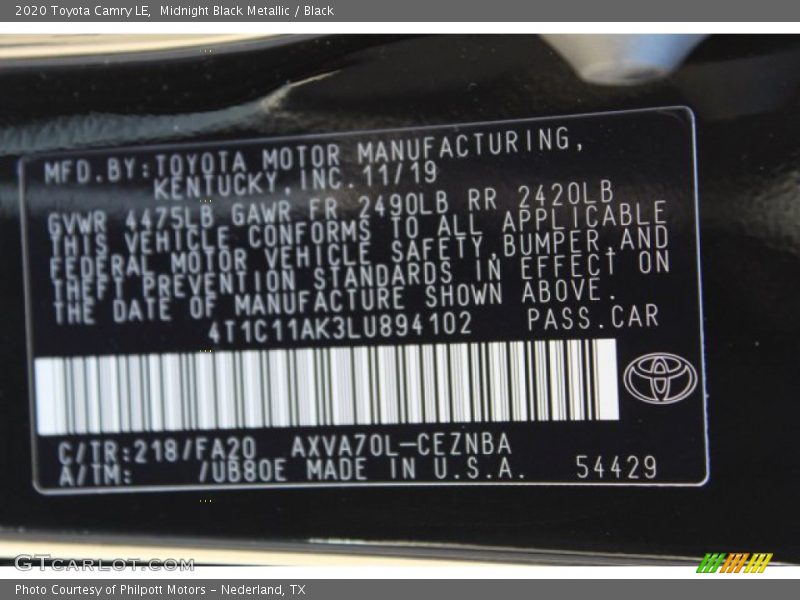 2020 Toyota Camry LE,  Midnight Black Metallic / Black
MFD.BY:TOYOTA MOTOR MANUFACTURING,
KENTUCKY,INC.11/19
GVWR 4475LB GAWR FR 2490LB RR 2420LB
THIS VEHICLE CONFORMS TO ALL APPLICABLE
FEDERAL MOTOR VEHICLE SAFETY,BUMPER,AND
THEFT PREVENTION STANDARDS IN EFFECT ON
THE DATE OF MANUFACTURE SHOWN ABOVE.
4T1C11AK3LU894102 PASS.CAR
C/TR:218/FA20 AXVA70L-CEZNBA
A/TM: /UB80E MADE IN U.S.A. 54429
GTCARLOT.COM
Photo Courtesy of Philpott Motors - Nederland, TX